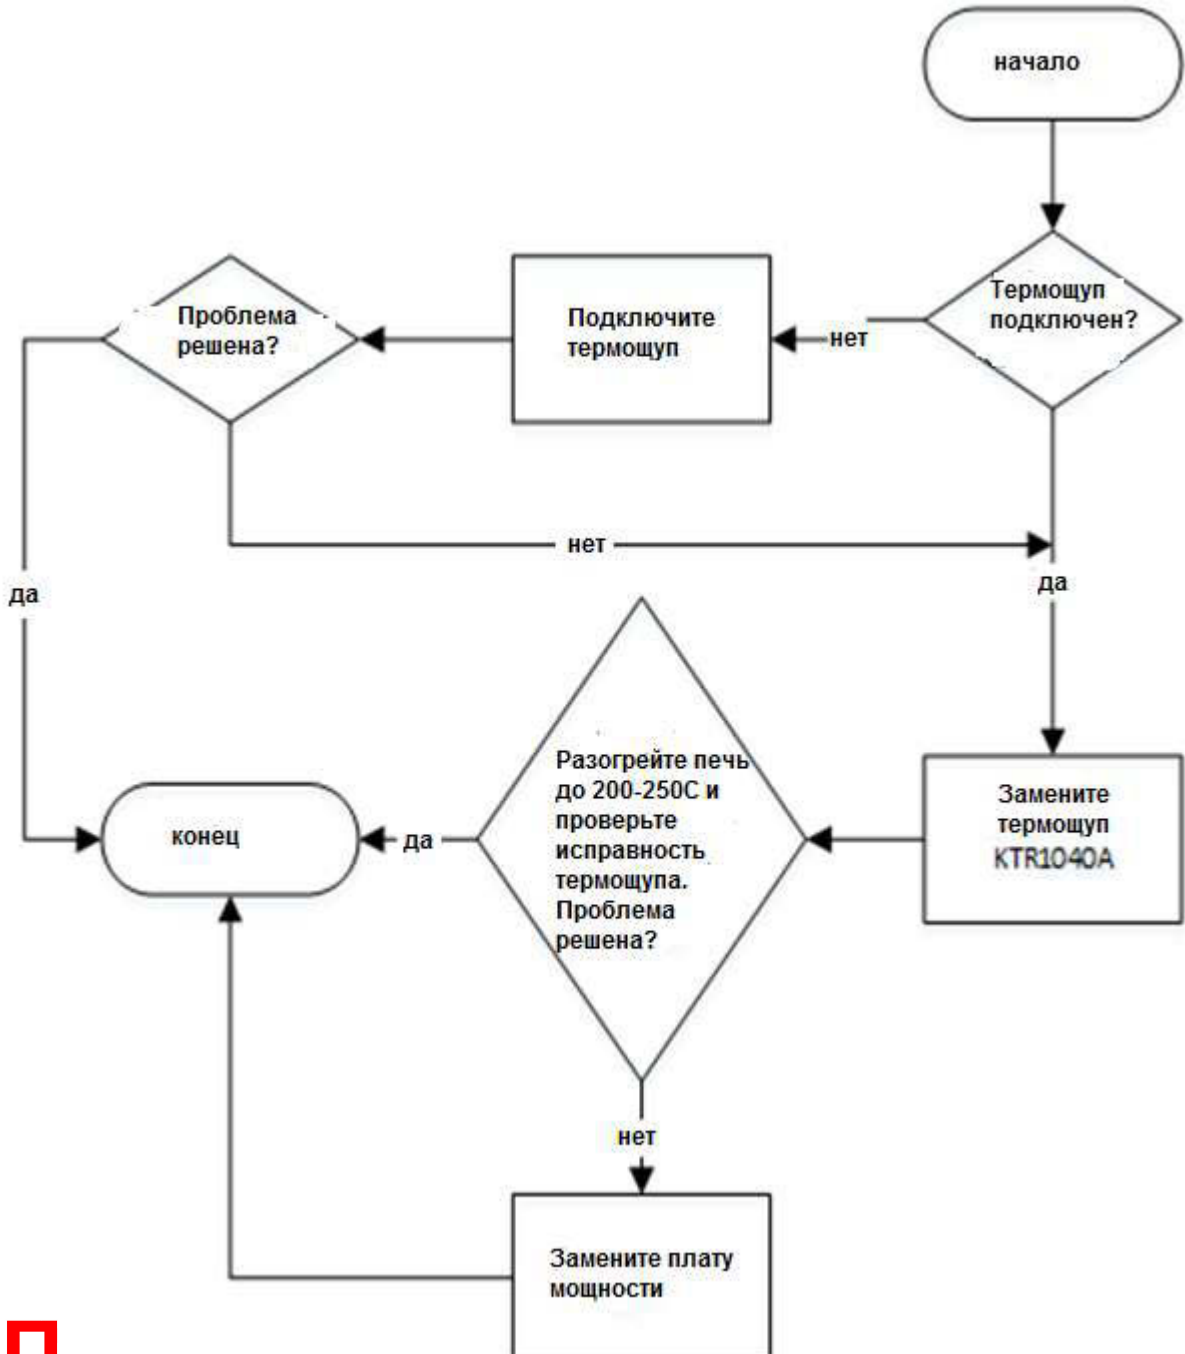 начало
Термощуп
подключен?
нет
Подключите
термощуп
Проблема
решена?
нет
да
да
Замените
термощуп
KTR1040A
Разогрейте печь
до 200-250С и
проверьте
исправность
термощупа.
Проблема
решена?
да
конец
нет
Замените плату
мощности
П